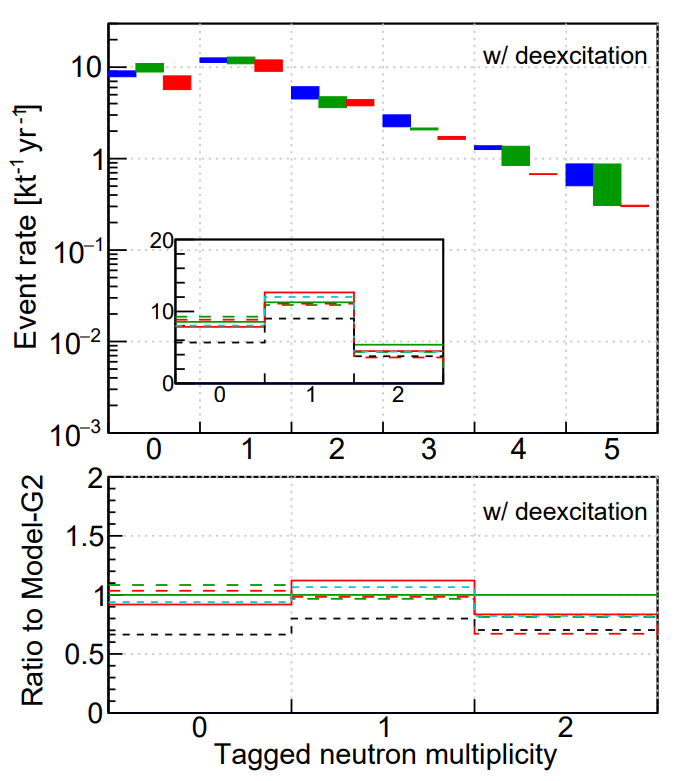 w/ deexcitation
Event rate [kt⁻¹ yr⁻¹]
10
1
10⁻¹
10⁻²
10⁻³
20
10
0
0 1 2
0 1 2 3 4 5
w/ deexcitation
Ratio to Model-G2
2
1.5
1
0.5
0
0 1 2
Tagged neutron multiplicity